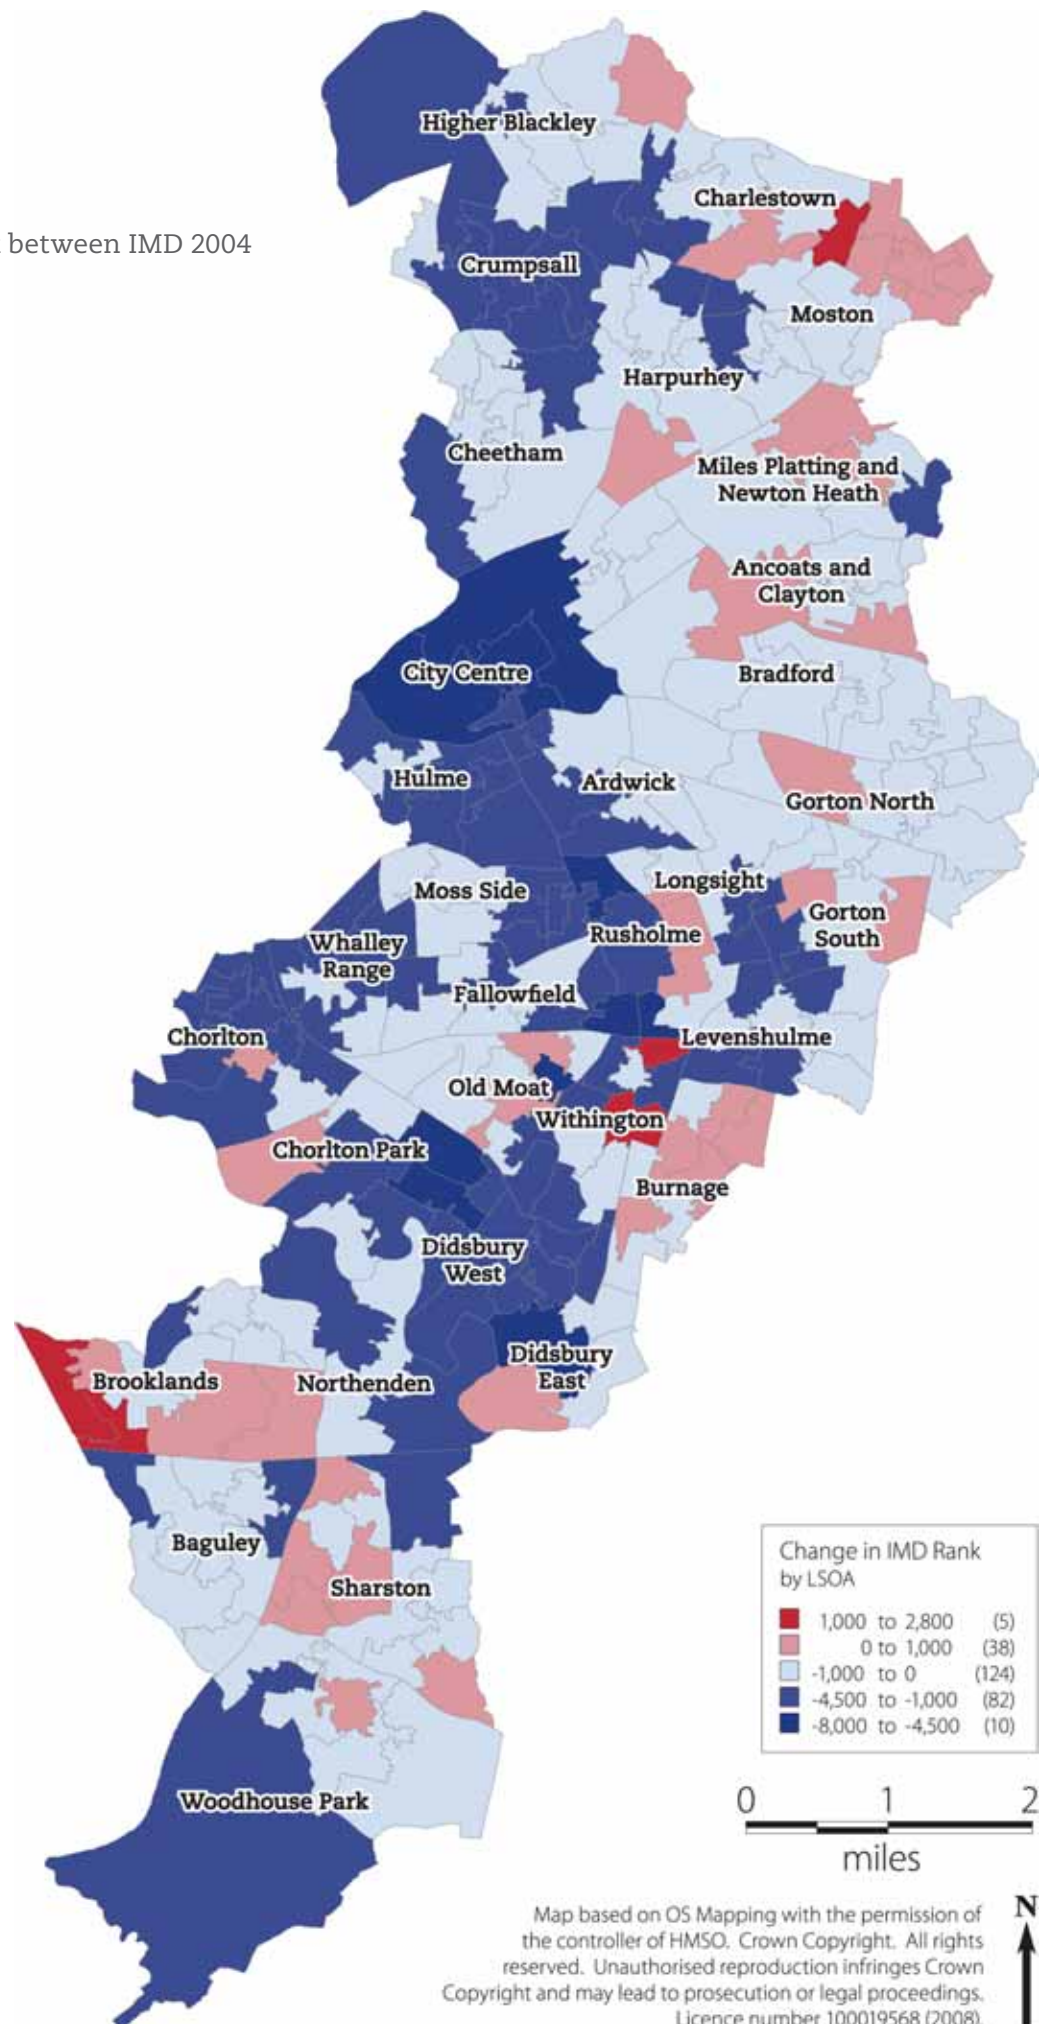 between IMD 2004
Higher Blackley
Charlestown
Crumpsall
Moston
Harpurhey
Cheetham
Miles Platting and
Newton Heath
Ancoats and
Clayton
City Centre
Bradford
Hulme
Ardwick
Gorton North
Moss Side
Longsight
Gorton
South
Rusholme
Whalley
Range
Fallowfield
Chorlton
Levenshulme
Old Moat
Withington
Chorlton Park
Burnage
Didsbury
West
Didsbury
East
Brooklands
Northenden
Baguley
Sharston
Woodhouse Park
Change in IMD Rank
by LSOA
1,000 to 2,800 (5)
0 to 1,000 (38)
-1,000 to 0 (124)
-4,500 to -1,000 (82)
-8,000 to -4,500 (10)
0 1 2
miles
N
Map based on OS Mapping with the permission of
the controller of HMSO. Crown Copyright. All rights
reserved. Unauthorised reproduction infringes Crown
Copyright and may lead to prosecution or legal proceedings.
Licence number 100019568 (2008).